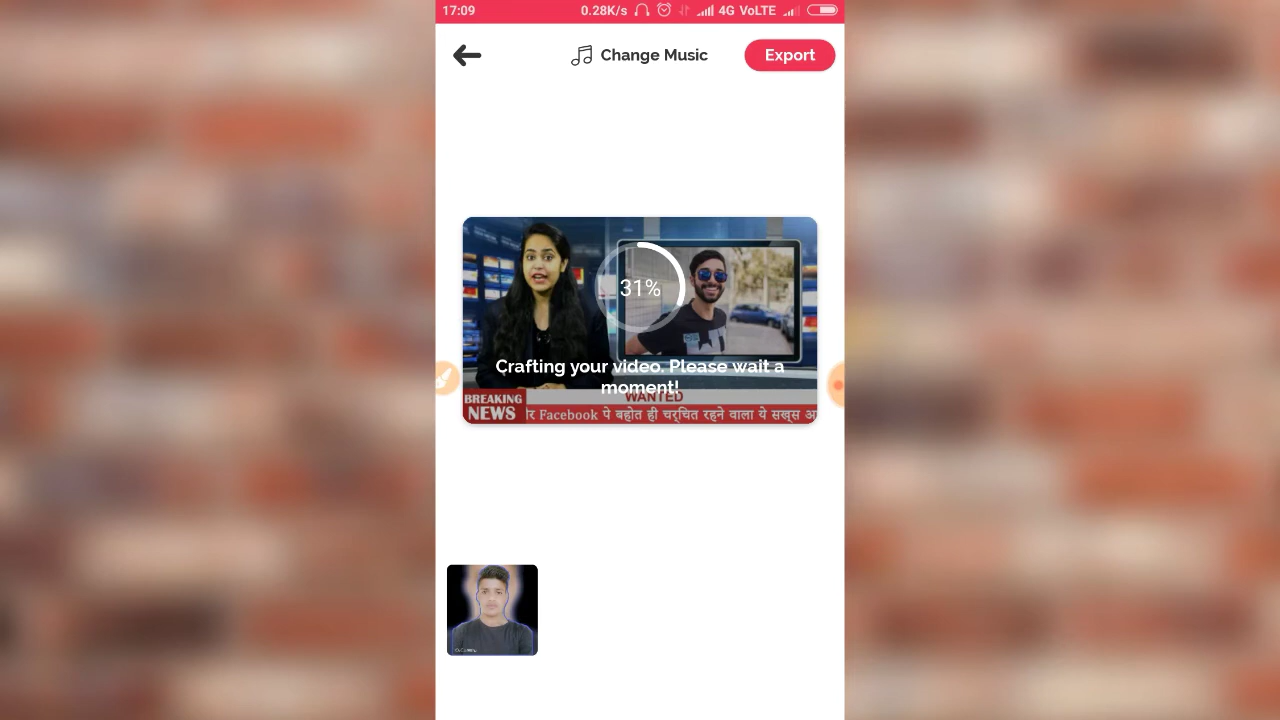 17:09
0.28K/s
4G VoLTE
Change Music
Export
31%
Crafting your video. Please wait a
moment!
WANTED
BREAKING
NEWS
र Facebook पे बहोत ही चर्चित रहने वाला ये सख्स आ